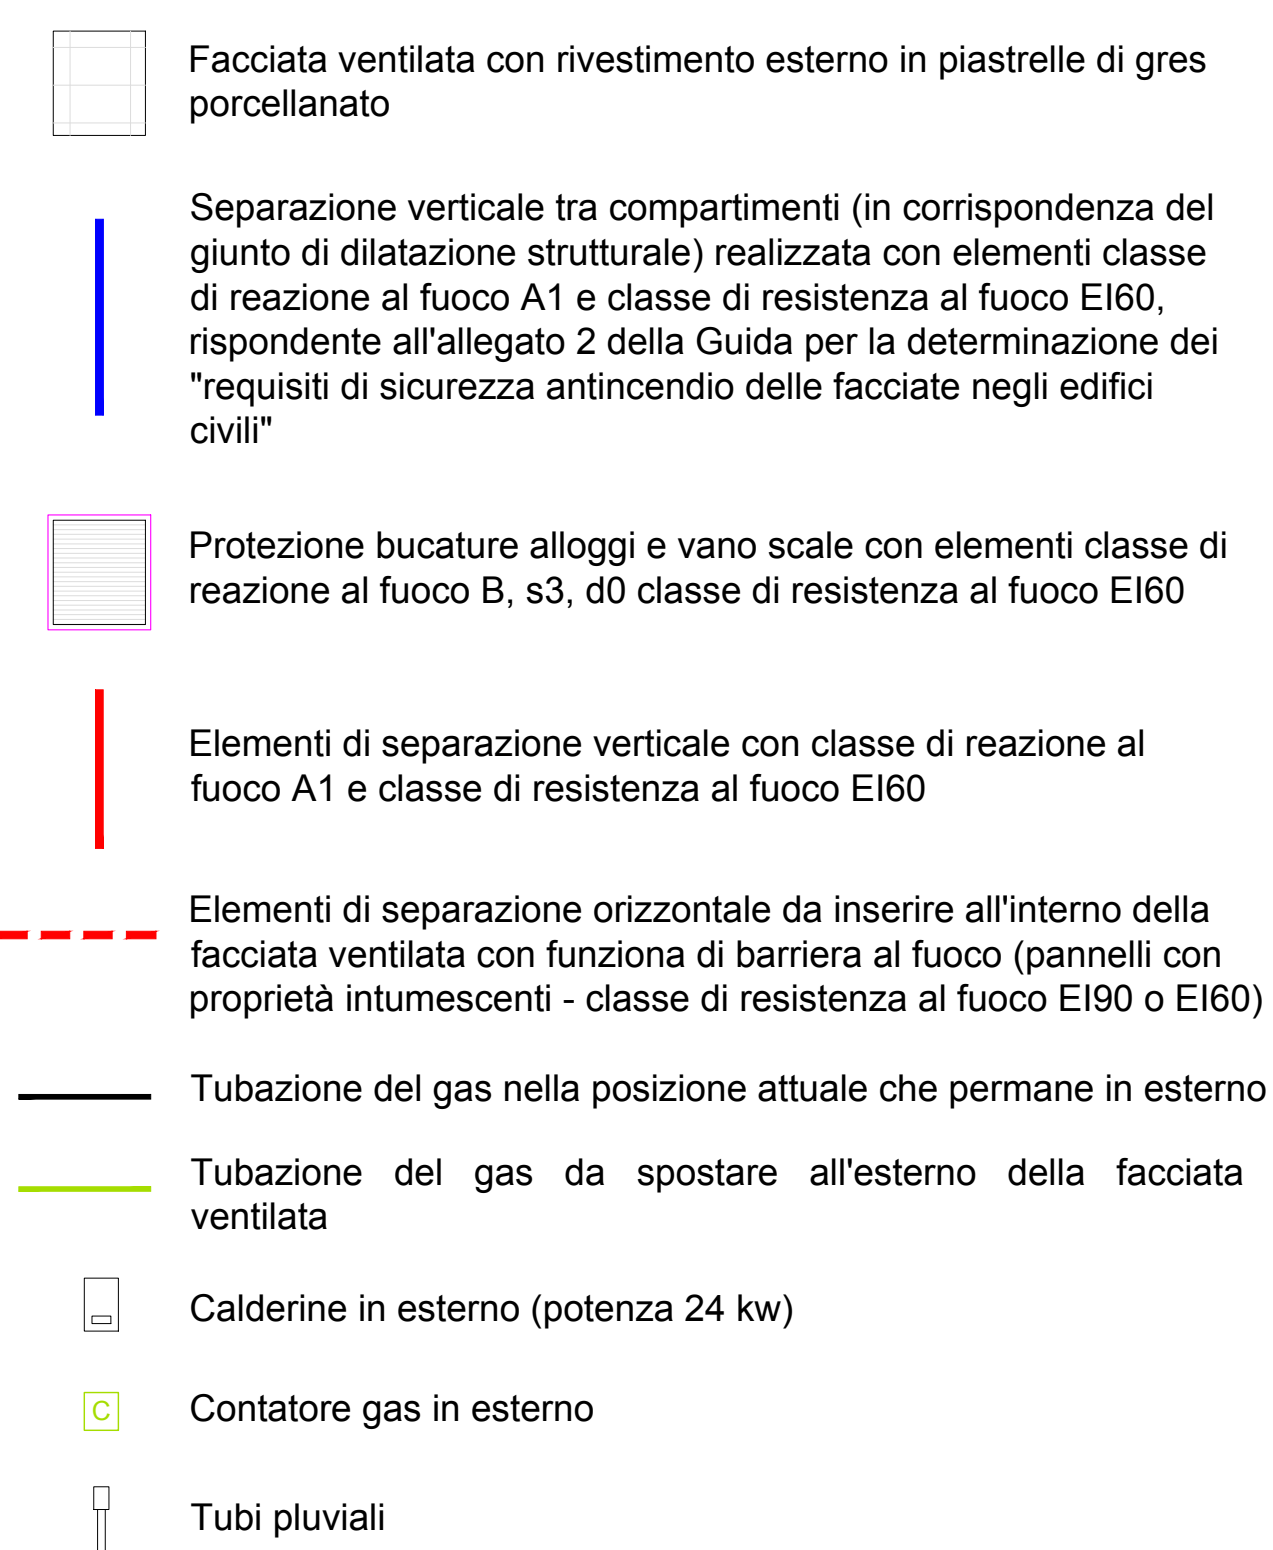 Facciata ventilata con rivestimento esterno in piastrelle di gres
porcellanato
Separazione verticale tra compartimenti (in corrispondenza del
giunto di dilatazione strutturale) realizzata con elementi classe
di reazione al fuoco A1 e classe di resistenza al fuoco EI60,
rispondente all'allegato 2 della Guida per la determinazione dei
"requisiti di sicurezza antincendio delle facciate negli edifici
civili"
Protezione bucature alloggi e vano scale con elementi classe di
reazione al fuoco B, s3, d0 classe di resistenza al fuoco EI60
Elementi di separazione verticale con classe di reazione al
fuoco A1 e classe di resistenza al fuoco EI60
Elementi di separazione orizzontale da inserire all'interno della
facciata ventilata con funziona di barriera al fuoco (pannelli con
proprietà intumescenti - classe di resistenza al fuoco EI90 o EI60)
Tubazione del gas nella posizione attuale che permane in esterno
Tubazione del gas da spostare all'esterno della facciata
ventilata
Calderine in esterno (potenza 24 kw)
C Contatore gas in esterno
Tubi pluviali